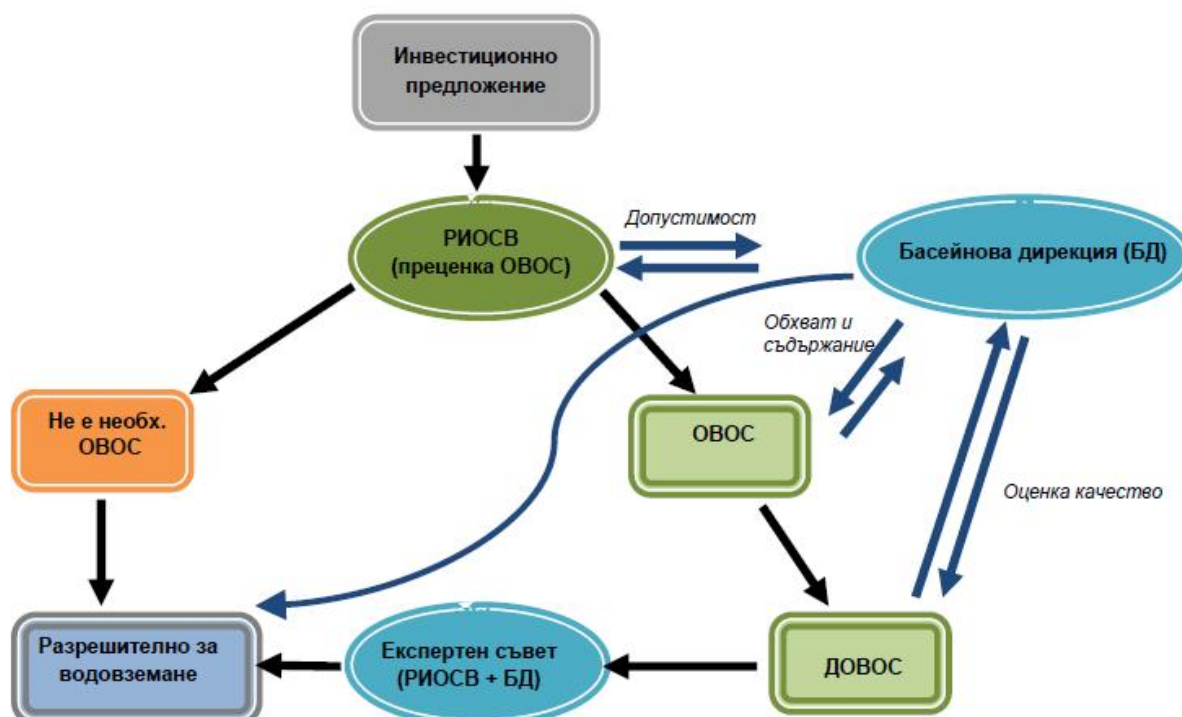 Инвестиционно
предложение
РИОСВ
(преценка ОВОС)
Допустимост
Басейнова дирекция (БД)
Обхват и
съдържание
Не е необх.
ОВОС
ОВОС
Оценка качество
Разрешително за
водовземане
Експертен съвет
(РИОСВ + БД)
ДОВОС